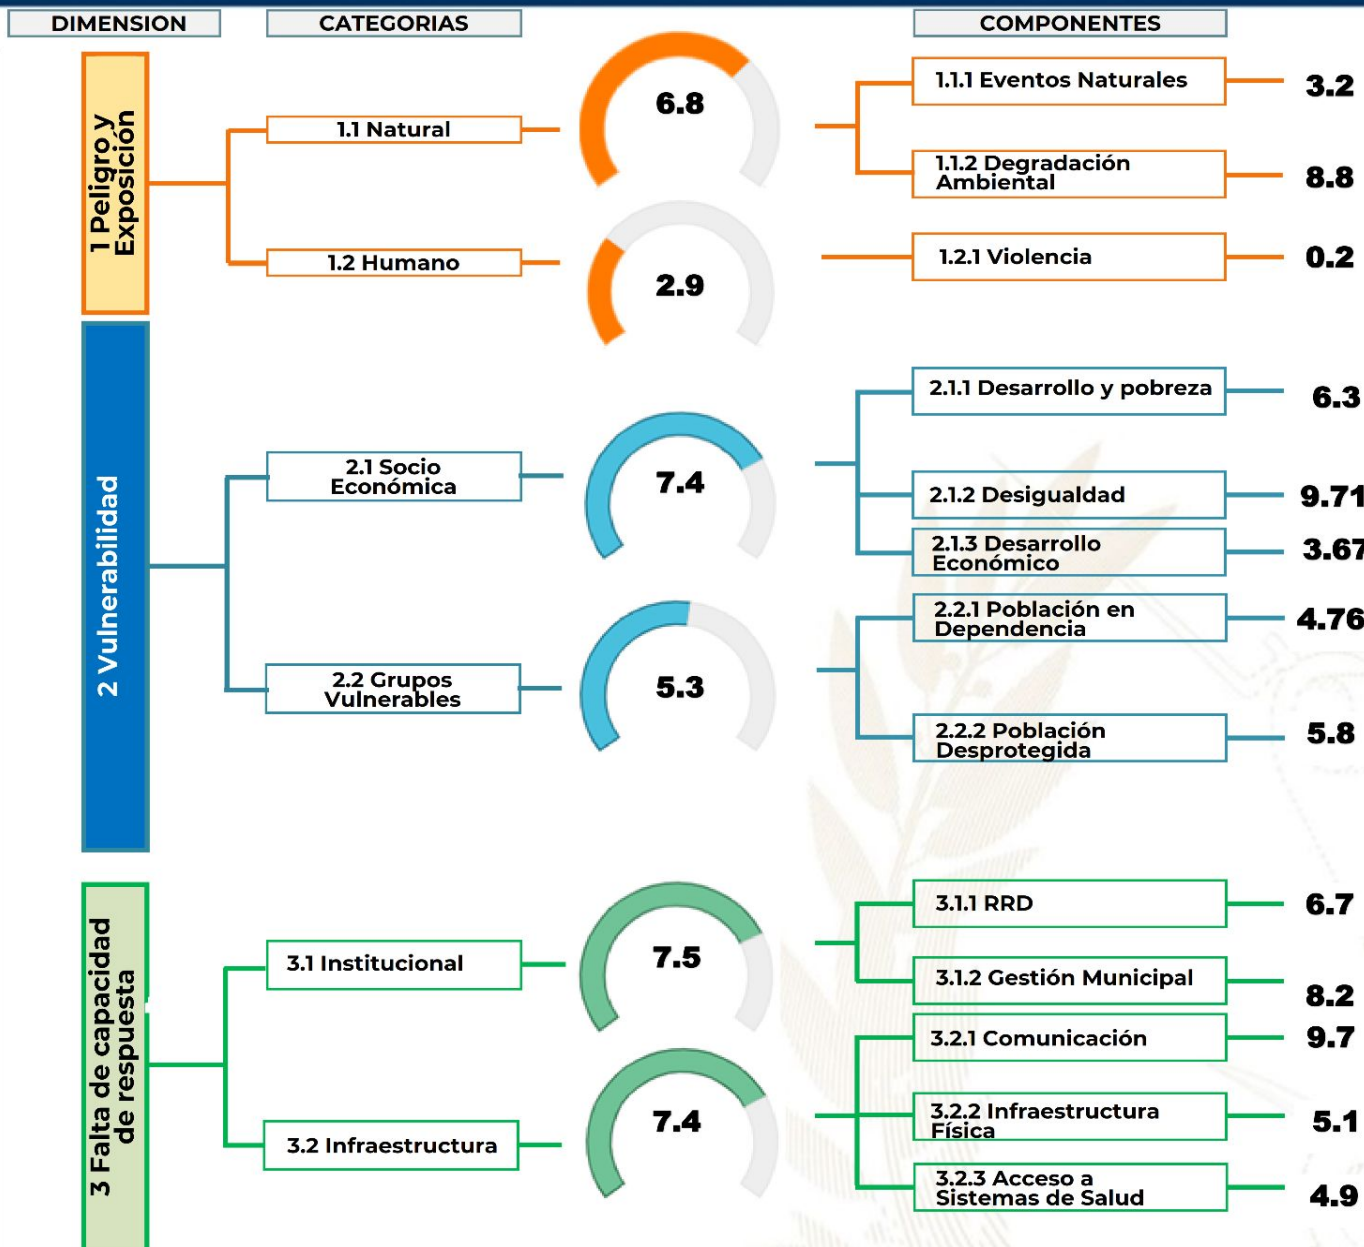 DIMENSION
CATEGORIAS
COMPONENTES
1 Peligro y
Exposición
1.1 Natural
6.8
1.1.1 Eventos Naturales
3.2
1.1.2 Degradación
Ambiental
8.8
1.2 Humano
2.9
1.2.1 Violencia
0.2
2 Vulnerabilidad
2.1 Socio
Económica
7.4
2.1.1 Desarrollo y pobreza
6.3
2.1.2 Desigualdad
9.71
2.1.3 Desarrollo
Económico
3.67
2.2 Grupos
Vulnerables
5.3
2.2.1 Población en
Dependencia
4.76
2.2.2 Población
Desprotegida
5.8
3 Falta de capacidad
de respuesta
3.1 Institucional
7.5
3.1.1 RRD
6.7
3.1.2 Gestión Municipal
8.2
3.2 Infraestructura
7.4
3.2.1 Comunicación
9.7
3.2.2 Infraestructura
Física
5.1
3.2.3 Acceso a
Sistemas de Salud
4.9